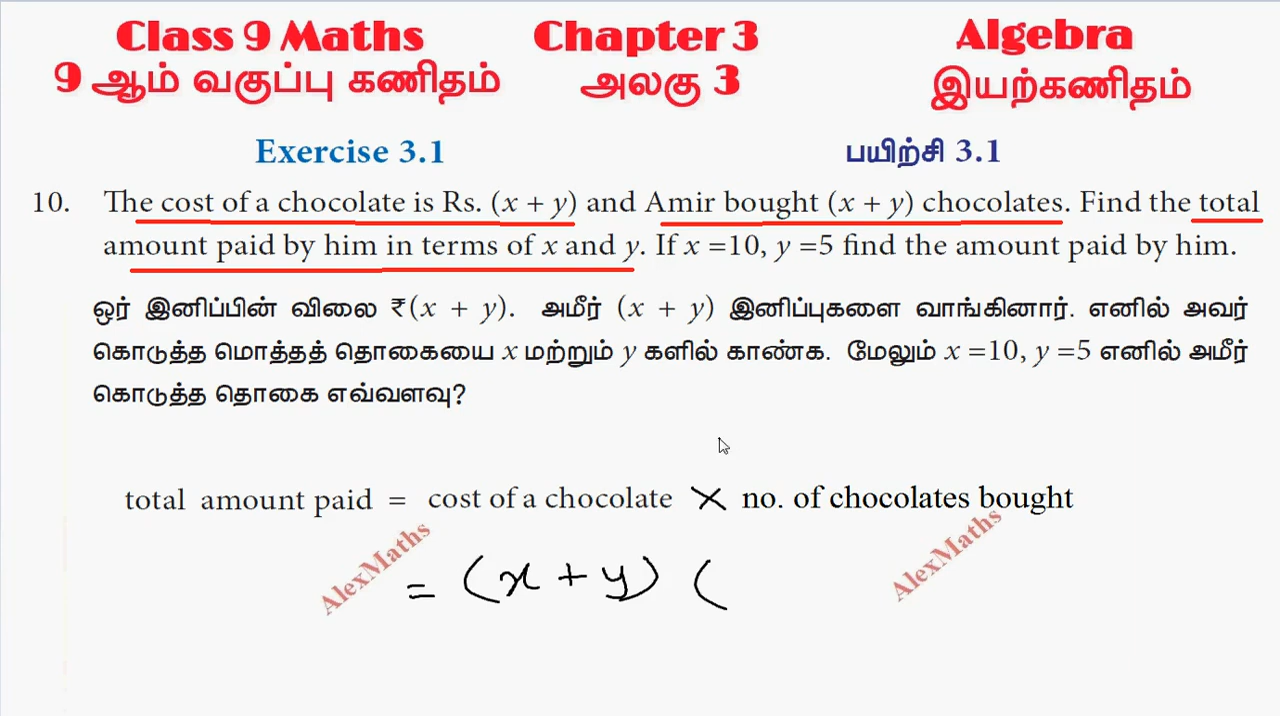 Class 9 Maths Chapter 3 Algebra
9 ஆம் வகுப்பு கணிதம் அலகு 3 இயற்கணிதம்
Exercise 3.1 பயிற்சி 3.1
10. The cost of a chocolate is Rs. (x + y) and Amir bought (x + y) chocolates. Find the total
amount paid by him in terms of x and y. If x =10, y =5 find the amount paid by him.
ஓர் இனிப்பின் விலை ₹(x + y). அமீர் (x + y) இனிப்புகளை வாங்கினார். எனில் அவர்
கொடுத்த மொத்தத் தொகையை x மற்றும் y களில் காண்க. மேலும் x =10, y =5 எனில் அமீர்
கொடுத்த தொகை எவ்வளவு?
total amount paid = cost of a chocolate × no. of chocolates bought
= (x + y) (
AlexMaths
AlexMaths